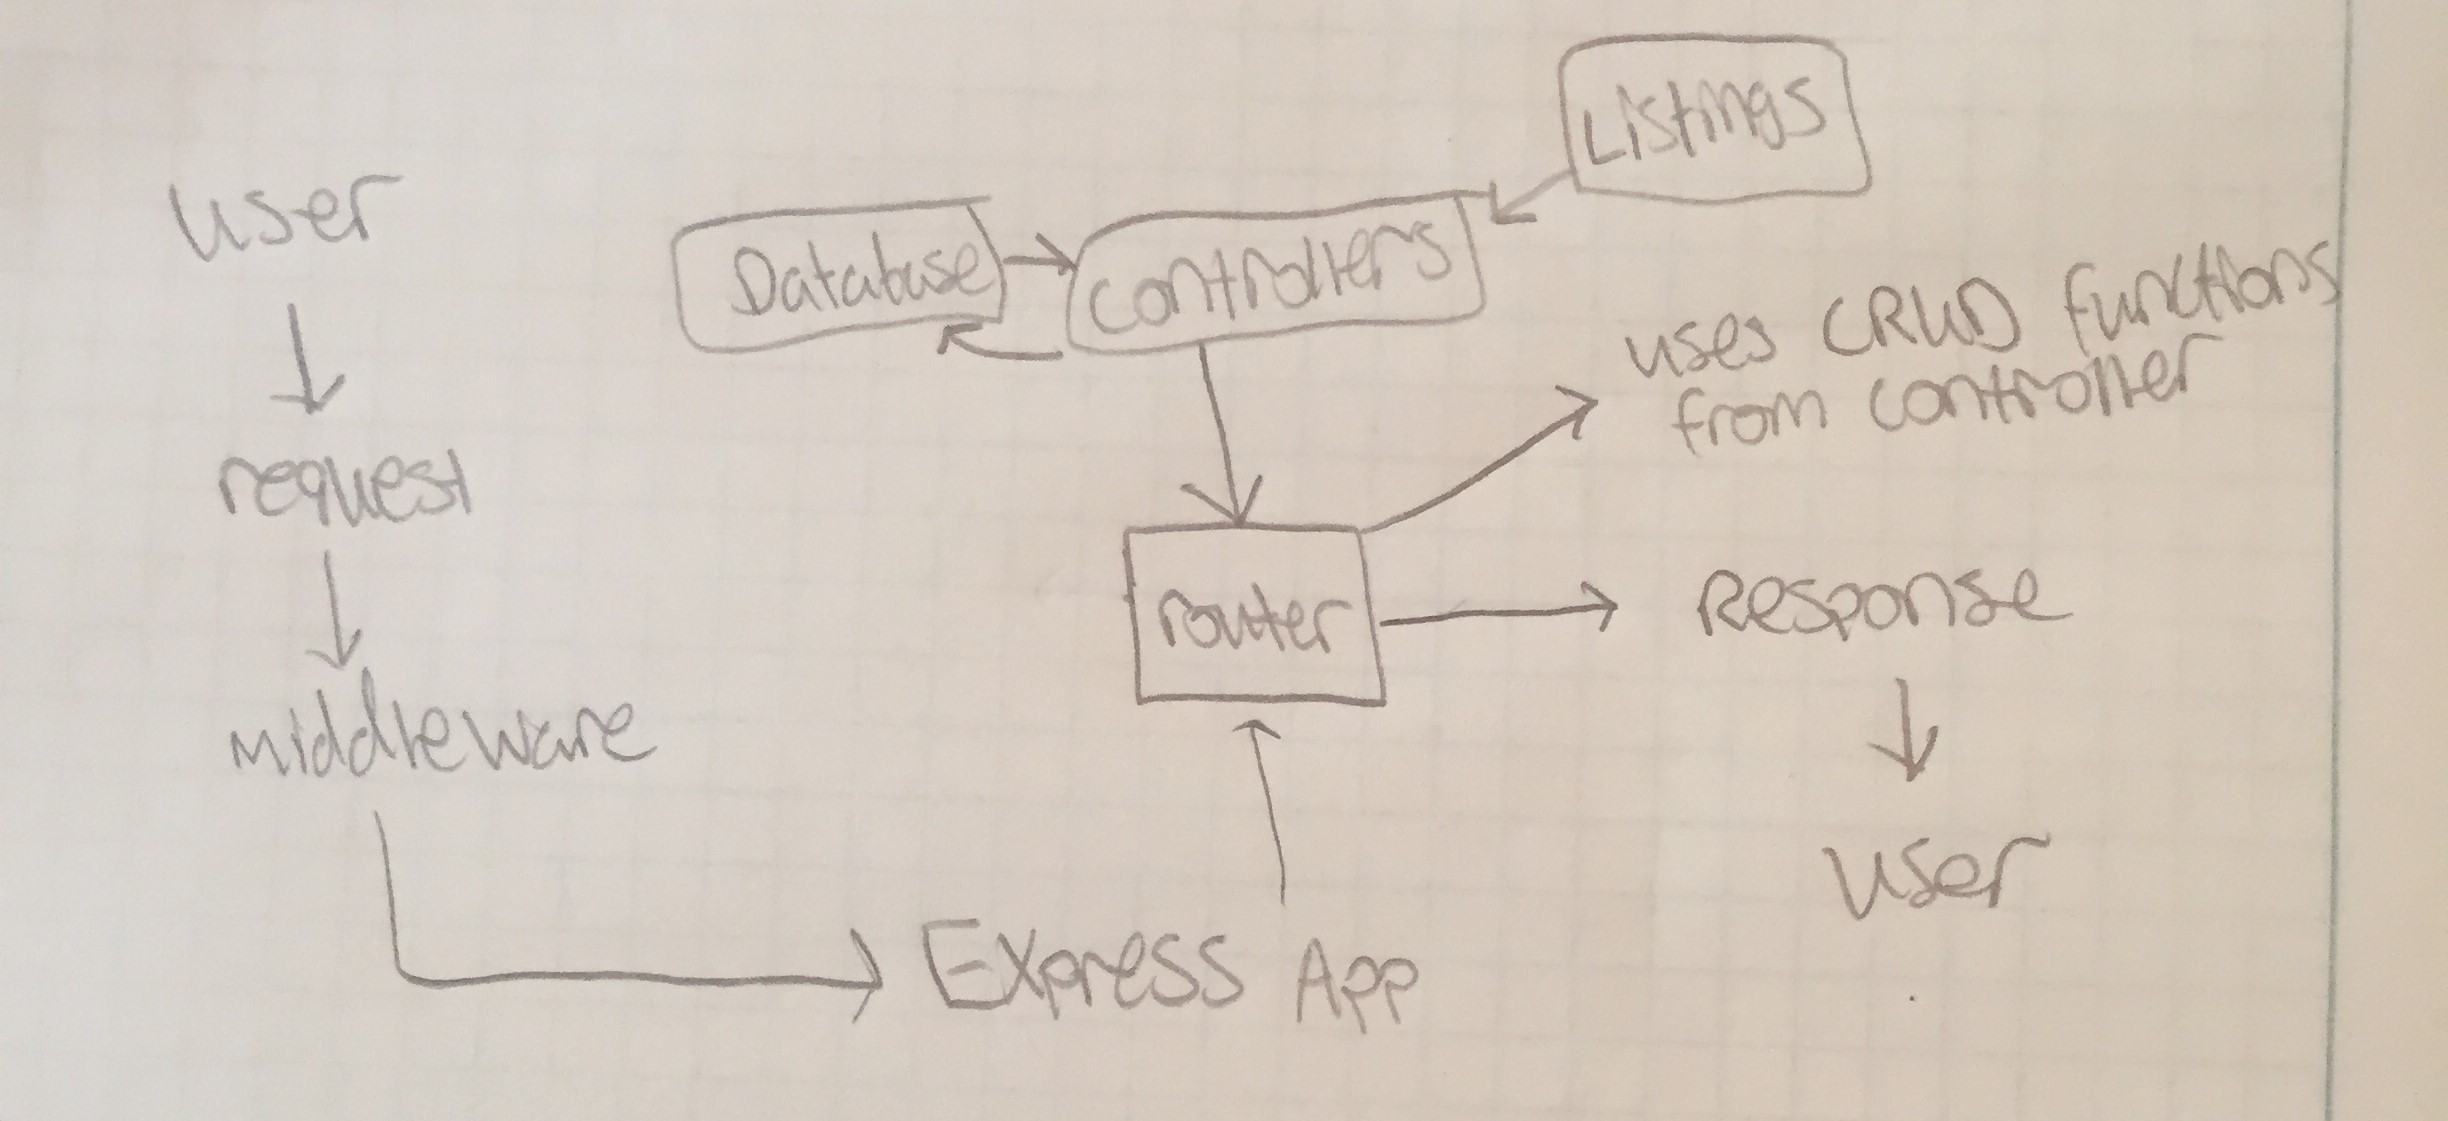 user
request
middleware
Express App
Database
controllers
Listings
router
uses CRUD functions
from controller
Response
user